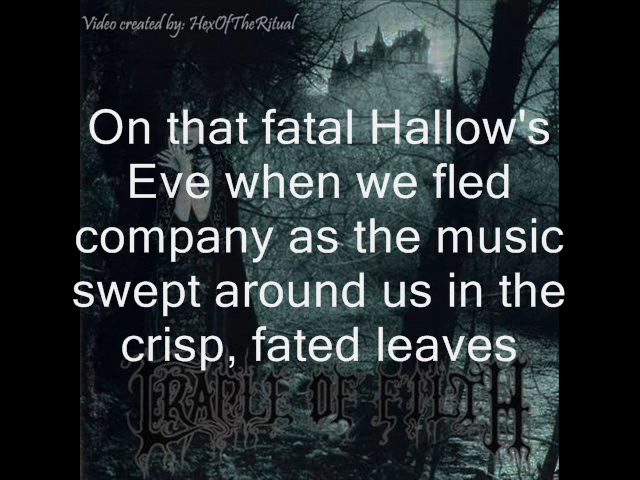 Video created by: HexOfTheRitual
On that fatal Hallow's
Eve when we fled
company as the music
swept around us in the
crisp, fated leaves
CRADLE OF FILTH